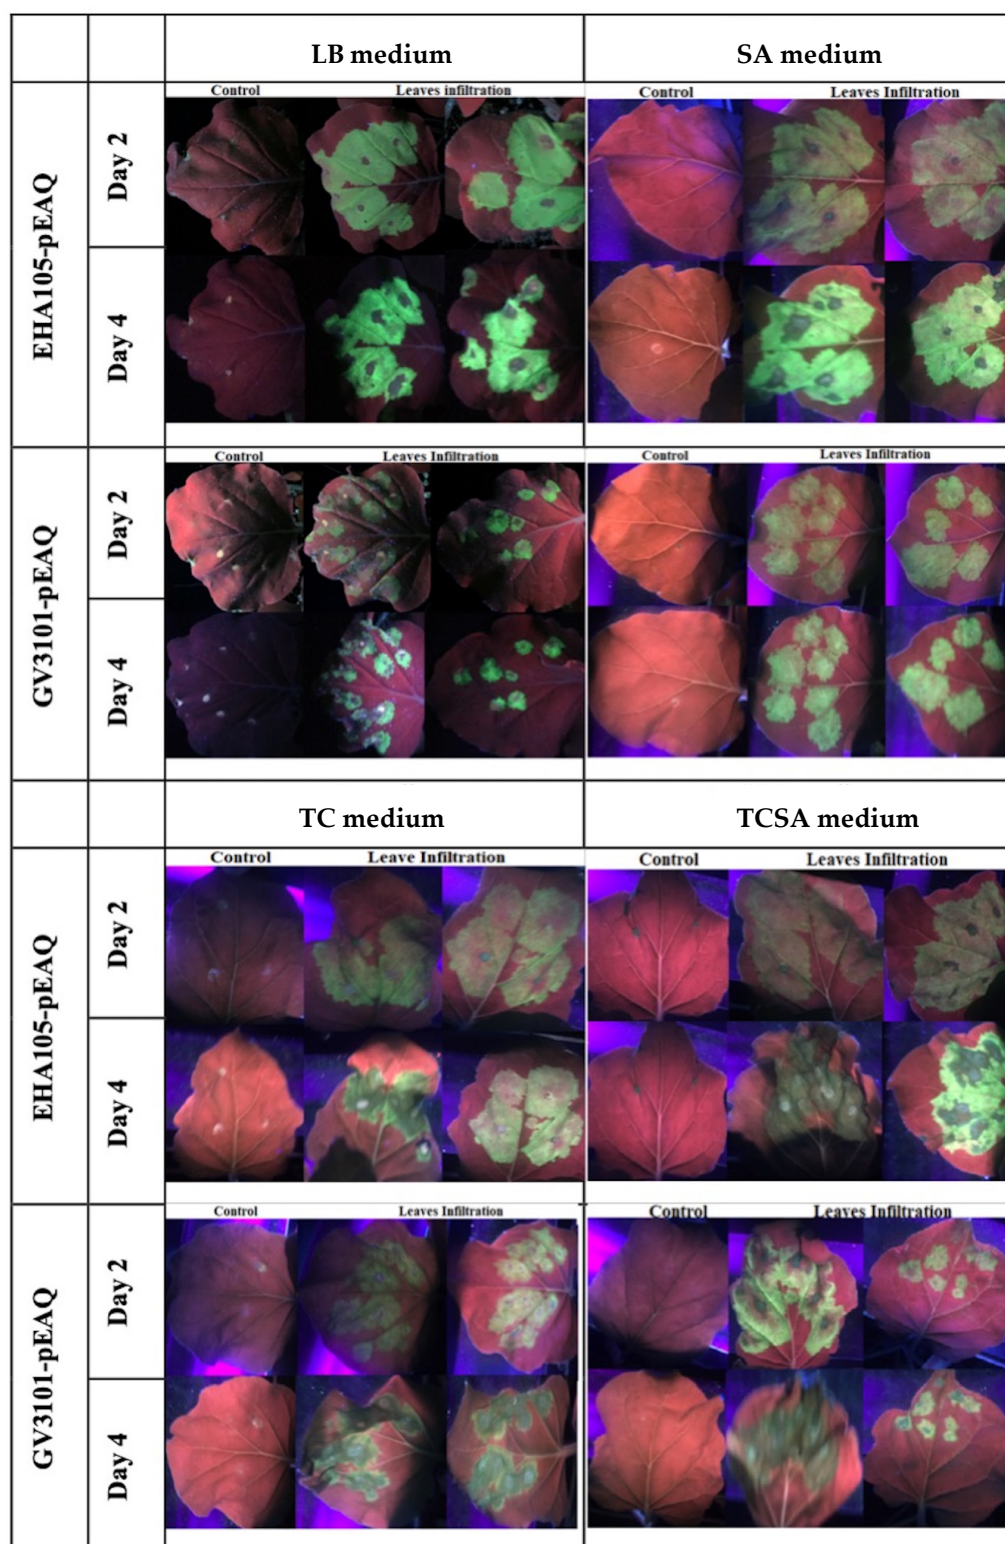 LB medium SA medium
Control Leaves infiltration Control Leaves Infiltration
EHA105-pEAQ
Day 2
Day 4
Control Leaves Infiltration Control Leaves Infiltration
GV3101-pEAQ
Day 2
Day 4
TC medium TCSA medium
Control Leave Infiltration Control Leaves Infiltration
EHA105-pEAQ
Day 2
Day 4
Control Leaves Infiltration Control Leaves Infiltration
GV3101-pEAQ
Day 2
Day 4